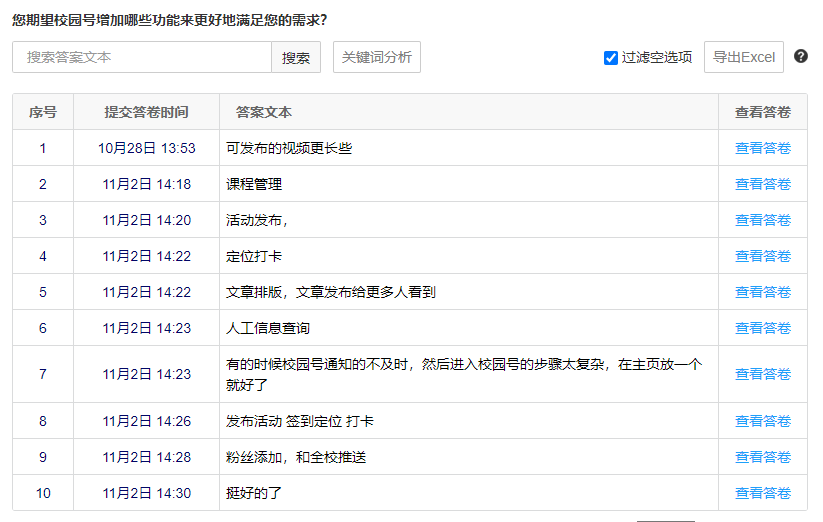 您期望校园号增加哪些功能来更好地满足您的需求?
搜索答案文本 搜索 关键词分析 过滤空选项 导出Excel ?
序号 提交答卷时间 答案文本 查看答卷
1 10月28日 13:53 可发布的视频更长些 查看答卷
2 11月2日 14:18 课程管理 查看答卷
3 11月2日 14:20 活动发布， 查看答卷
4 11月2日 14:22 定位打卡 查看答卷
5 11月2日 14:22 文章排版，文章发布给更多人看到 查看答卷
6 11月2日 14:23 人工信息查询 查看答卷
7 11月2日 14:23 有的时候校园号通知的不及时，然后进入校园号的步骤太复杂，在主页放一个 查看答卷
就好了
8 11月2日 14:26 发布活动 签到定位 打卡 查看答卷
9 11月2日 14:28 粉丝添加，和全校推送 查看答卷
10 11月2日 14:30 挺好的了 查看答卷